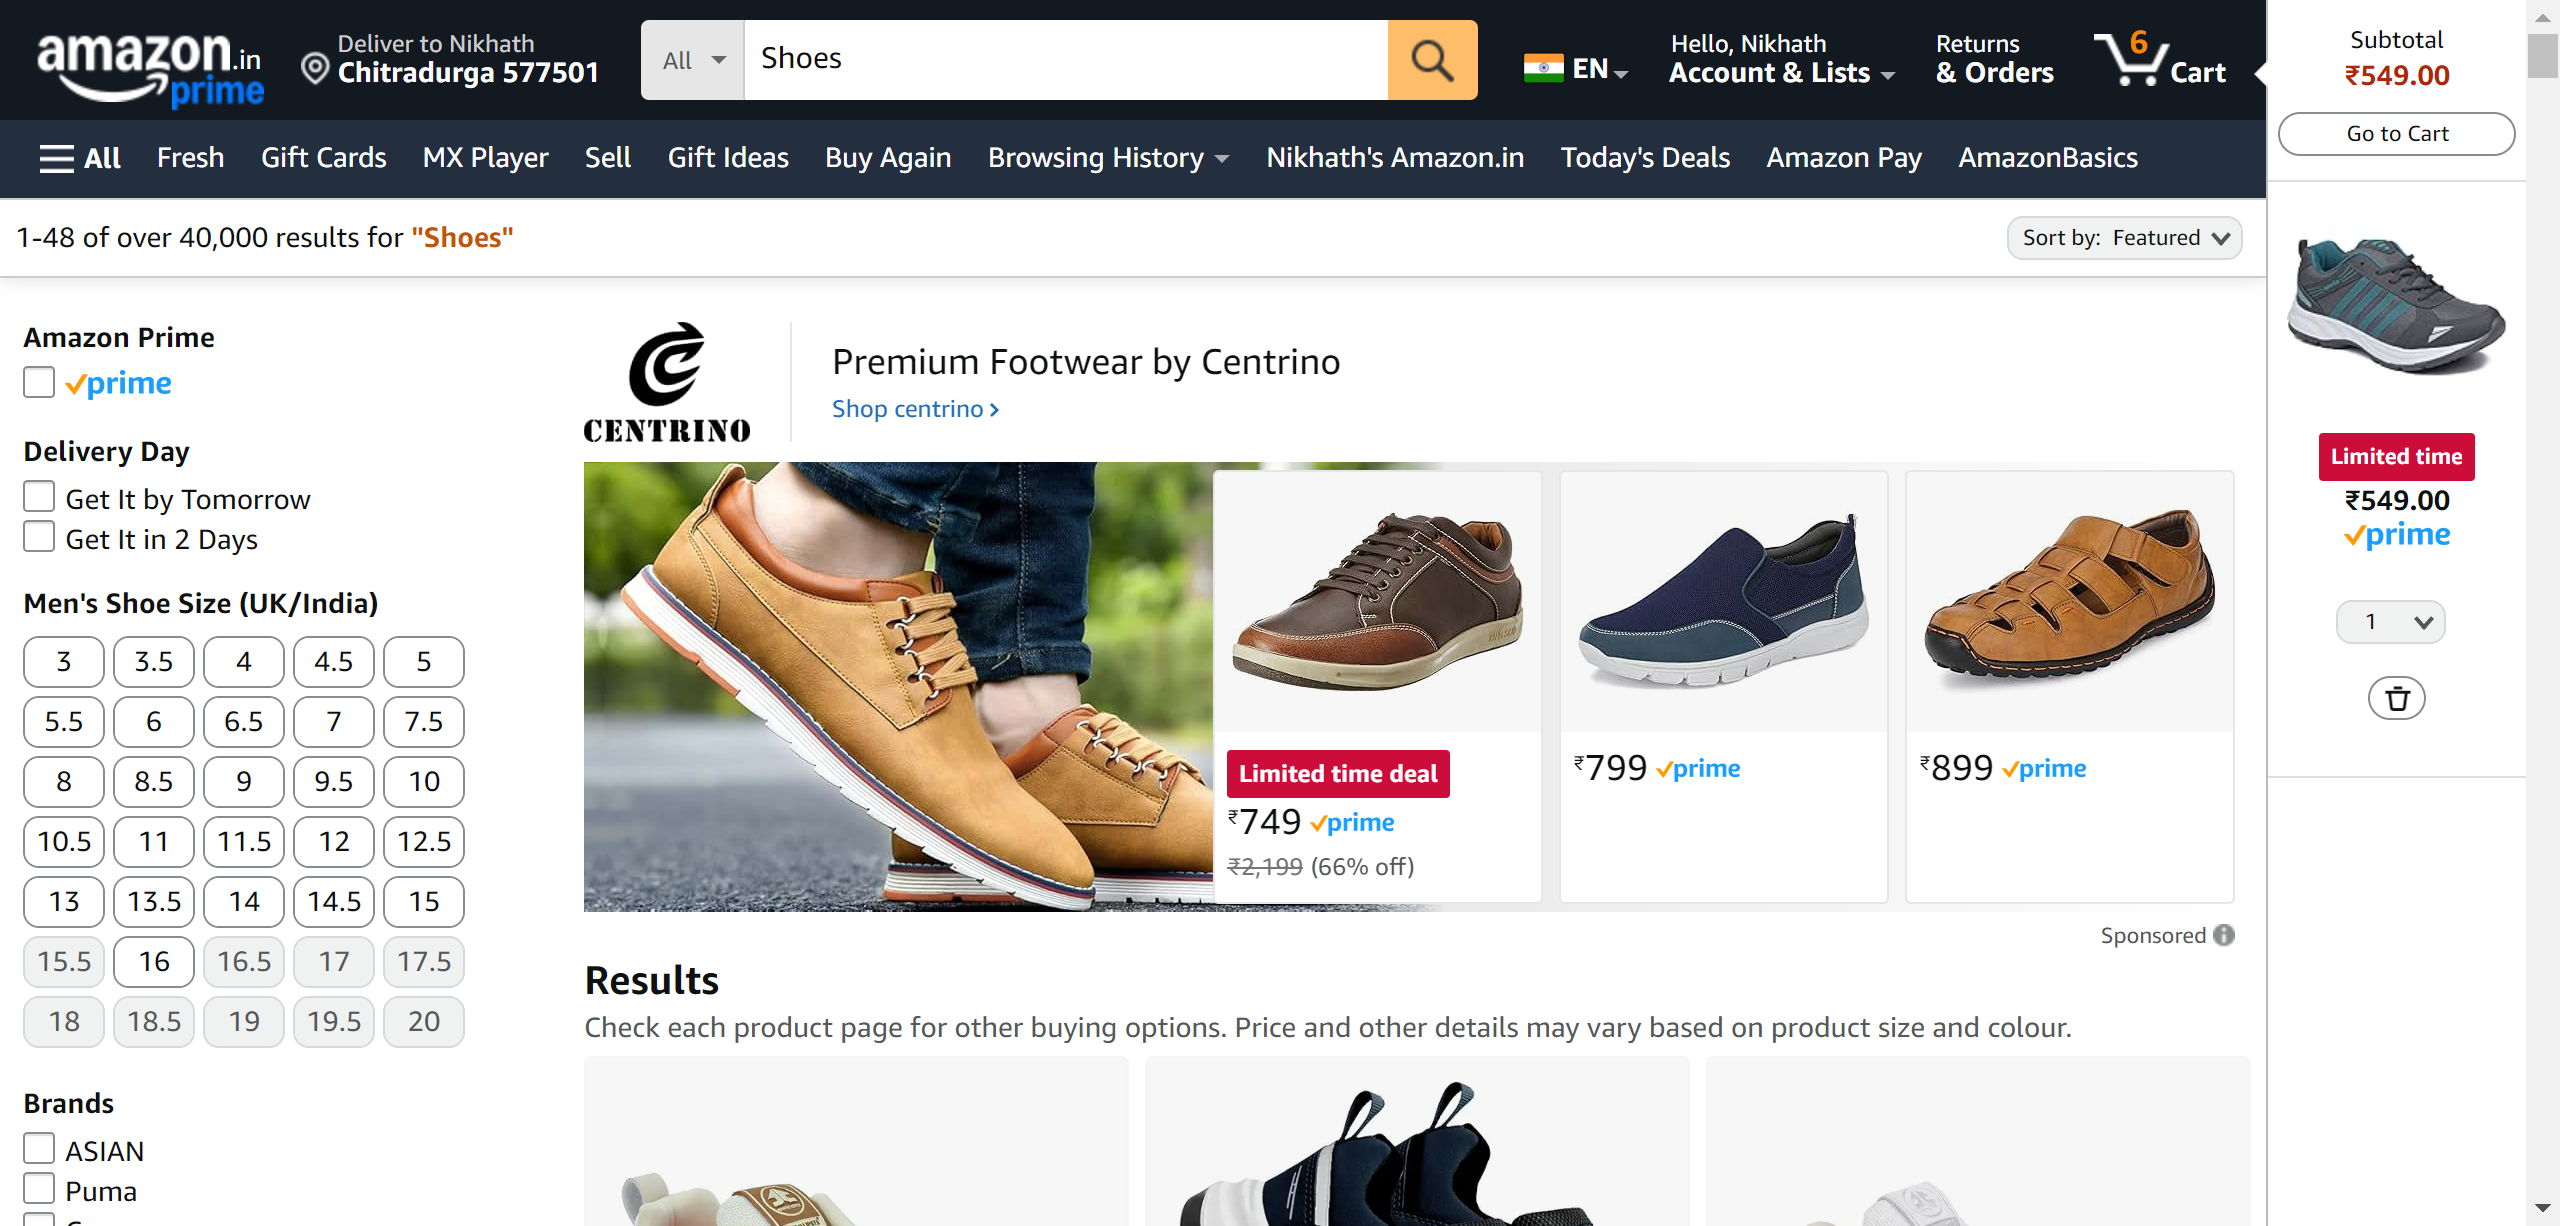 amazon.in
prime
Deliver to Nikhath
Chitradurga 577501
All
Shoes
EN
Hello, Nikhath
Account & Lists
Returns
& Orders
6
Cart
Subtotal
₹549.00
Go to Cart
All
Fresh
Gift Cards
MX Player
Sell
Gift Ideas
Buy Again
Browsing History
Nikhath's Amazon.in
Today's Deals
Amazon Pay
AmazonBasics
1-48 of over 40,000 results for "Shoes"
Sort by: Featured
Amazon Prime
prime
Delivery Day
Get It by Tomorrow
Get It in 2 Days
Men's Shoe Size (UK/India)
3 3.5 4 4.5 5
5.5 6 6.5 7 7.5
8 8.5 9 9.5 10
10.5 11 11.5 12 12.5
13 13.5 14 14.5 15
15.5 16 16.5 17 17.5
18 18.5 19 19.5 20
Brands
ASIAN
Puma
CENTRINO
Premium Footwear by Centrino
Shop centrino
Limited time deal
₹749 prime
₹2,199 (66% off)
₹799 prime
₹899 prime
Sponsored
Results
Check each product page for other buying options. Price and other details may vary based on product size and colour.
Limited time
₹549.00
prime
1